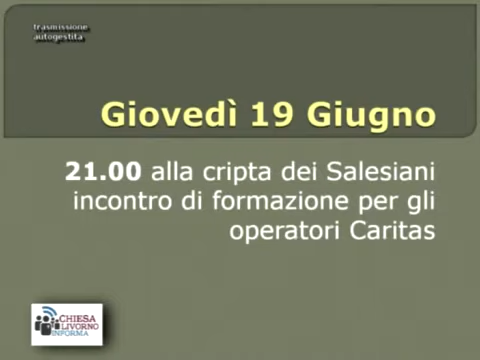 trasmissione
autogestita
Giovedì 19 Giugno
21.00 alla cripta dei Salesiani
incontro di formazione per gli
operatori Caritas
CHIESA
LIVORNO
INFORMA